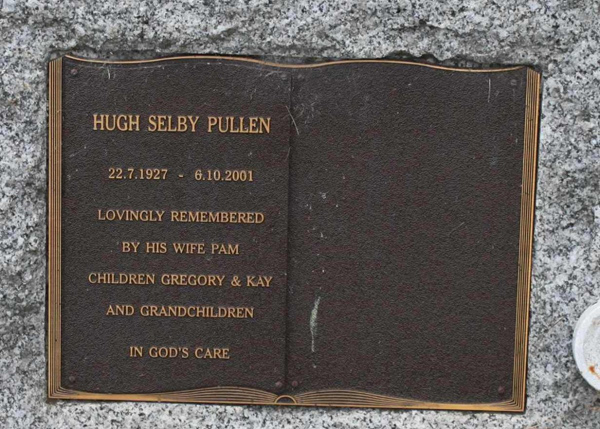 HUGH SELBY PULLEN
22.7.1927 - 6.10.2001
LOVINGLY REMEMBERED
BY HIS WIFE PAM
CHILDREN GREGORY & KAY
AND GRANDCHILDREN
IN GOD'S CARE